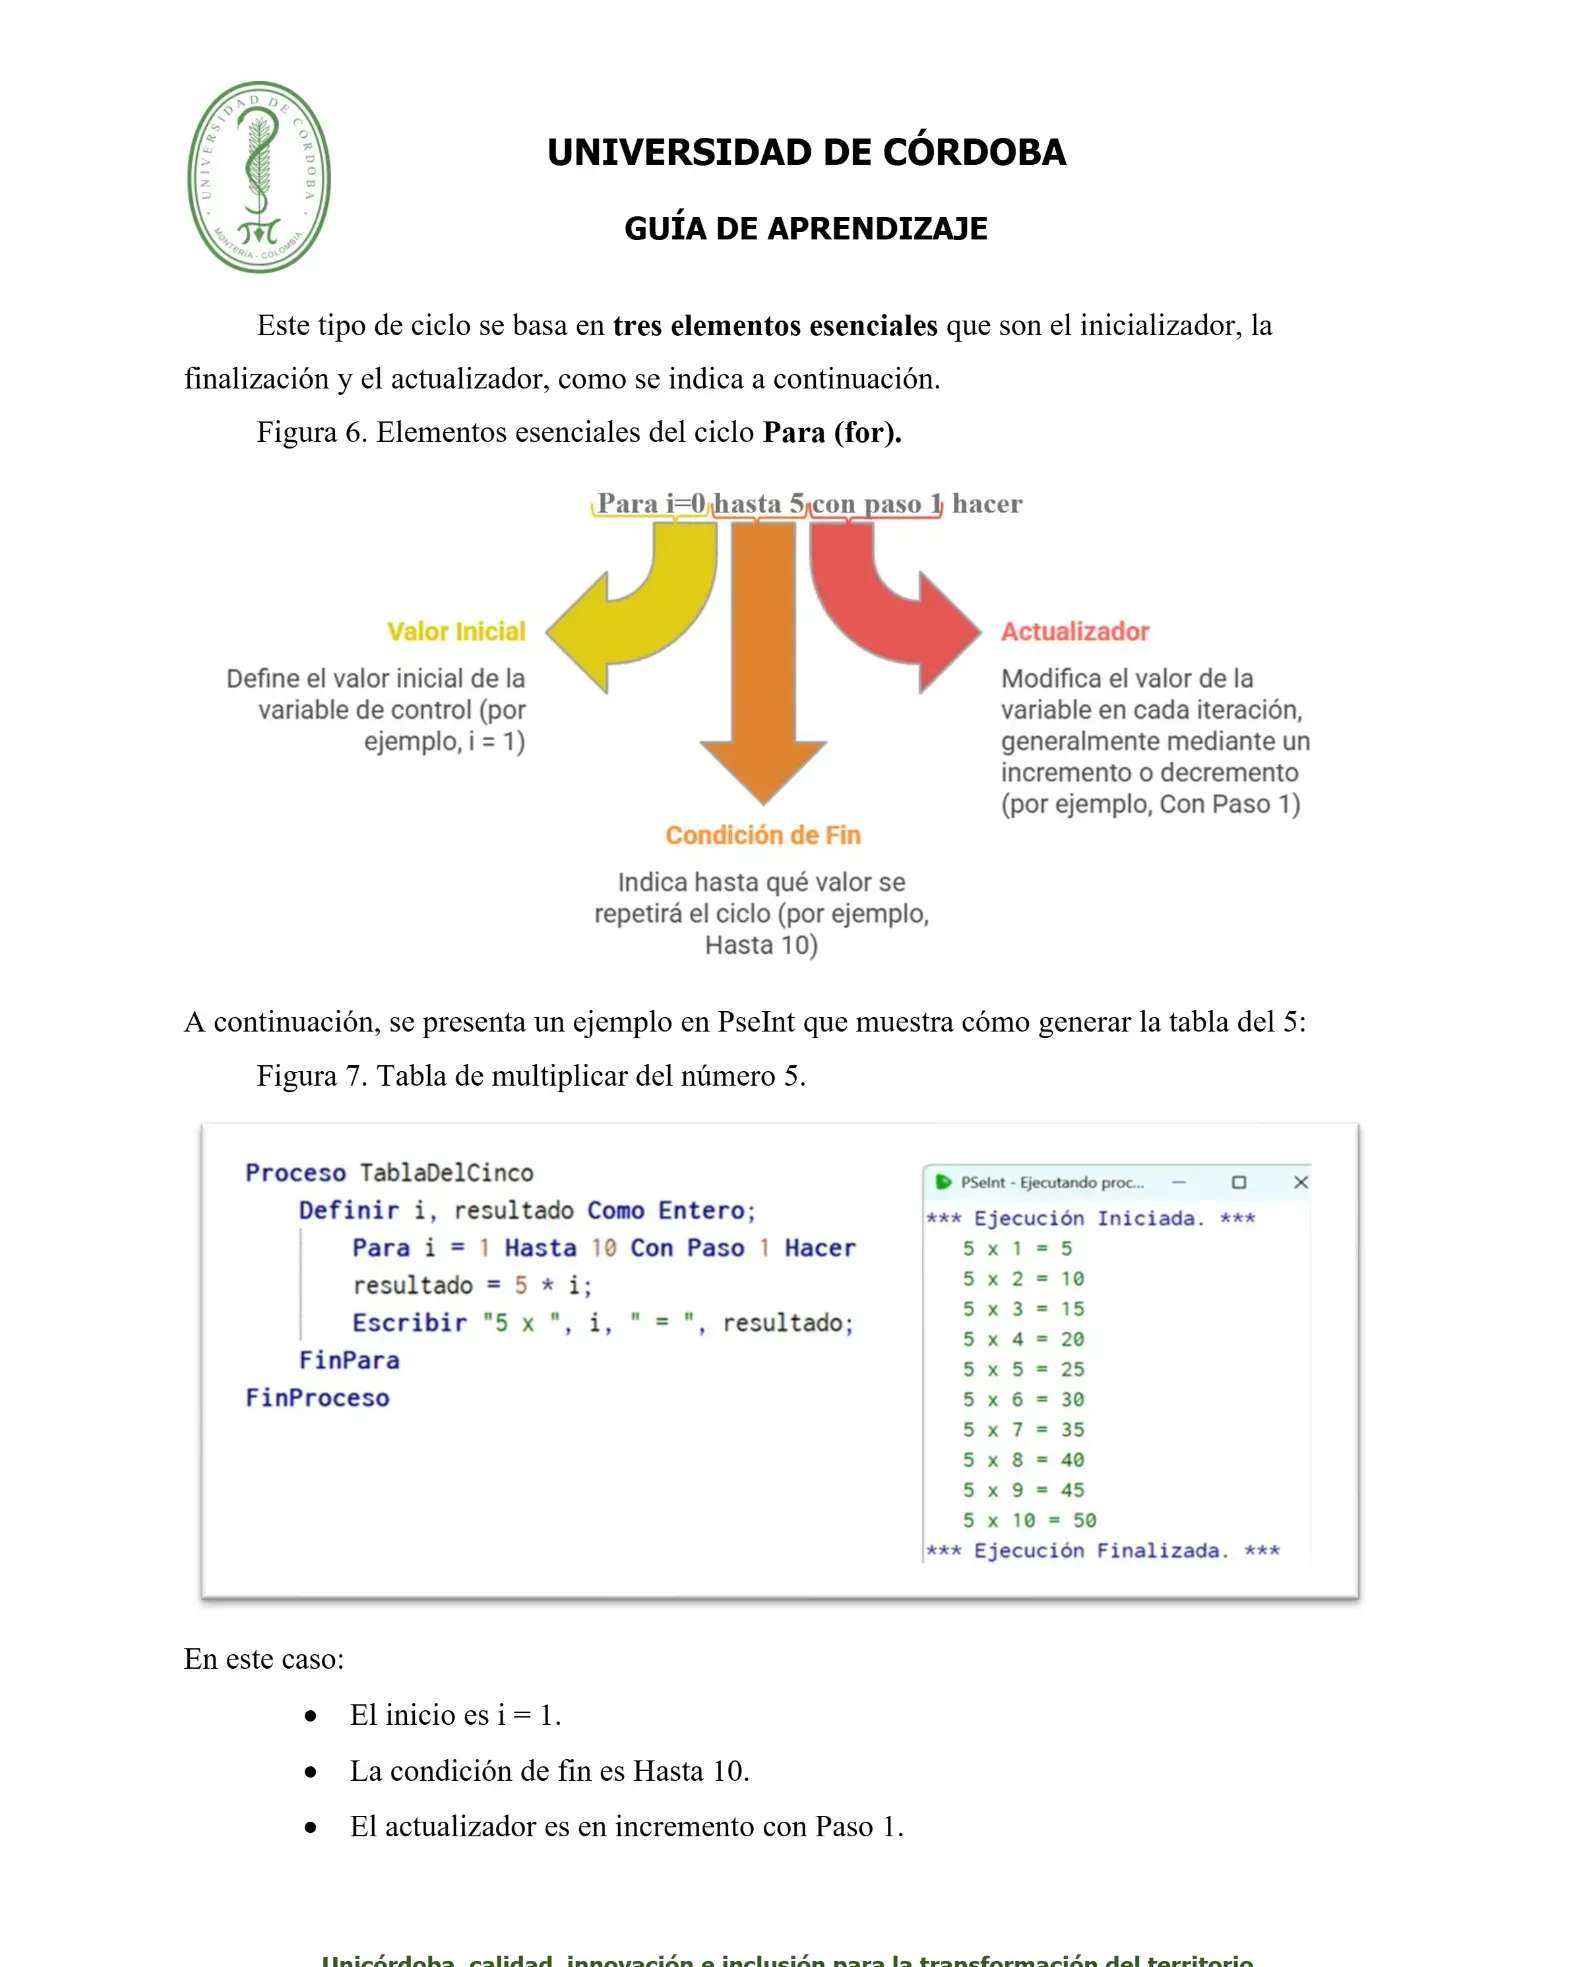 UNIVERSIDAD DE CÓRDOBA
MONTERÍA - COLOMBIA
UNIVERSIDAD DE CÓRDOBA
GUÍA DE APRENDIZAJE
Este tipo de ciclo se basa en tres elementos esenciales que son el inicializador, la
finalización y el actualizador, como se indica a continuación.
Figura 6. Elementos esenciales del ciclo Para (for).
Para i=0 hasta 5 con paso 1 hacer
Valor Inicial
Define el valor inicial de la
variable de control (por
ejemplo, i = 1)
Actualizador
Modifica el valor de la
variable en cada iteración,
generalmente mediante un
incremento o decremento
(por ejemplo, Con Paso 1)
Condición de Fin
Indica hasta qué valor se
repetirá el ciclo (por ejemplo,
Hasta 10)
A continuación, se presenta un ejemplo en PseInt que muestra cómo generar la tabla del 5:
Figura 7. Tabla de multiplicar del número 5.
Proceso TablaDelCinco
Definir i, resultado Como Entero;
Para i = 1 Hasta 10 Con Paso 1 Hacer
resultado = 5 * i;
Escribir "5 x ", i, " = ", resultado;
FinPara
FinProceso
PSeInt - Ejecutando proc...
*** Ejecución Iniciada. ***
5 x 1 = 5
5 x 2 = 10
5 x 3 = 15
5 x 4 = 20
5 x 5 = 25
5 x 6 = 30
5 x 7 = 35
5 x 8 = 40
5 x 9 = 45
5 x 10 = 50
*** Ejecución Finalizada. ***
En este caso:
• El inicio es i = 1.
• La condición de fin es Hasta 10.
• El actualizador es en incremento con Paso 1.
Unicórdoba, calidad, innovación e inclusión para la transformación del territorio